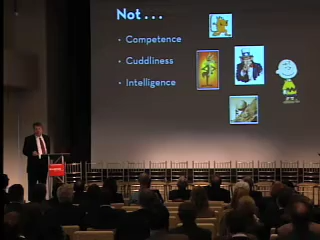 Not . . .
• Competence
• Cuddliness
• Intelligence